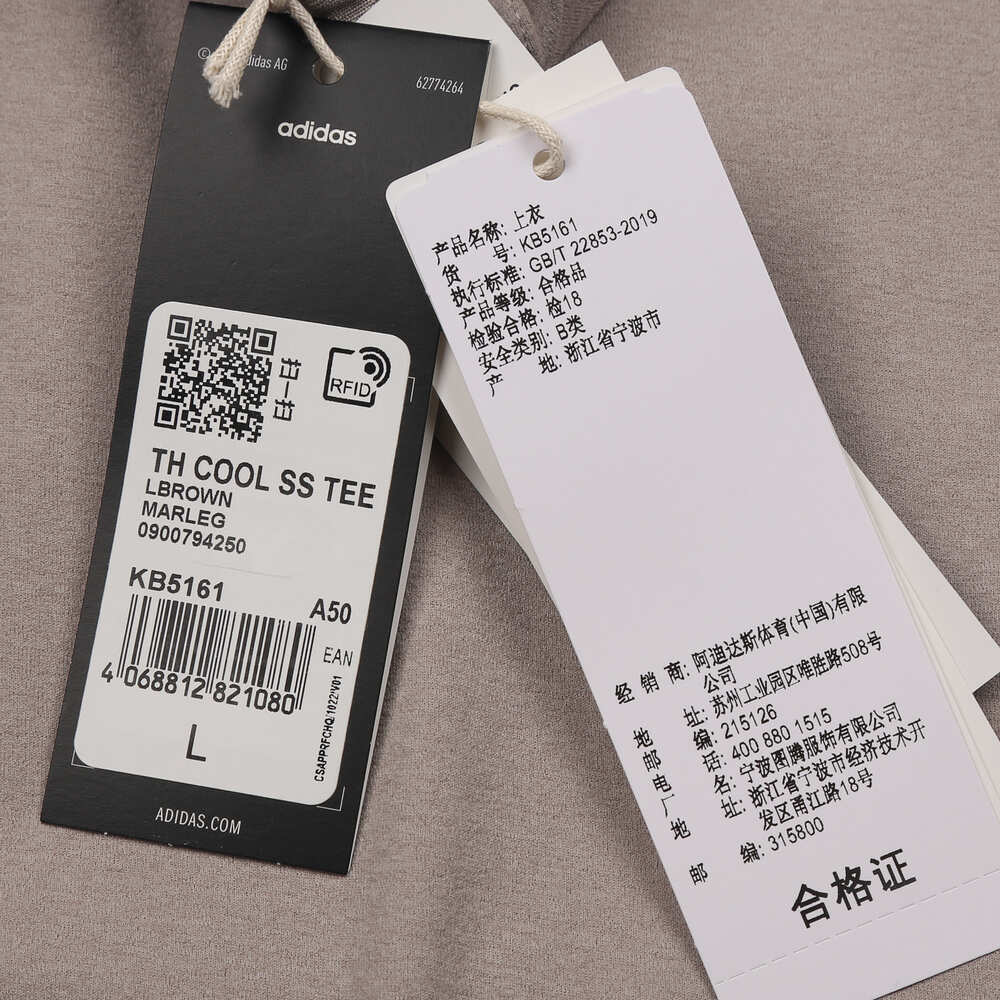 © adidas AG
62774264
adidas
RFID
TH COOL SS TEE
LBROWN
MARLEG
0900794250
KB5161
A50
EAN
4 068812 821080
CSAPPRFCHQ/1022*V01
L
ADIDAS.COM
产品名称: 上衣
货 号: KB5161
执行标准: GB/T 22853-2019
产品等级: 合格品
检验合格: 检18
安全类别: B类
产 地: 浙江省宁波市
经 销 商: 阿迪达斯体育(中国)有限
公司
地 址: 苏州工业园区唯胜路508号
邮 编: 215126
电 话: 400 880 1515
厂 名: 宁波图腾服饰有限公司
地 址: 浙江省宁波市经济技术开
发区甬江路18号
邮 编: 315800
合格证